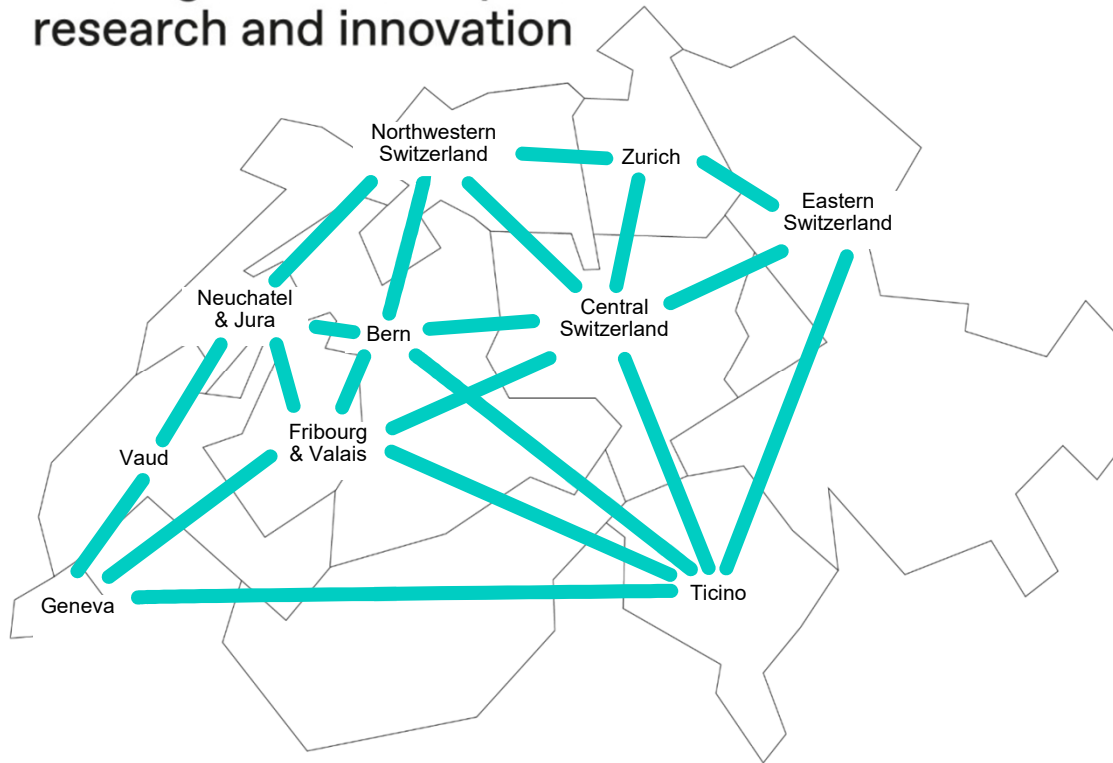 research and innovation
Northwestern
Switzerland
Zurich
Eastern
Switzerland
Neuchatel
& Jura
Bern
Central
Switzerland
Fribourg
& Valais
Vaud
Geneva
Ticino